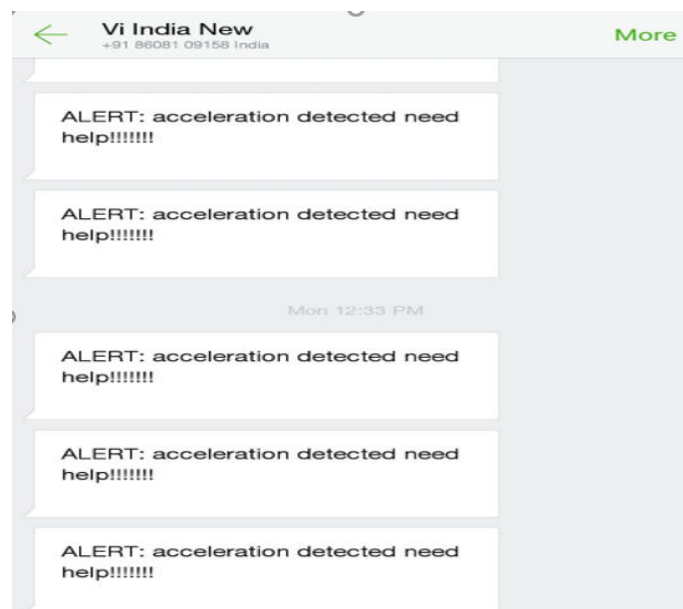 Vi India New
More
+91 86081 09158 India
ALERT: acceleration detected need
help!!!!!!!
ALERT: acceleration detected need
help!!!!!!!
Mon 12:33 PM
ALERT: acceleration detected need
help!!!!!!!
ALERT: acceleration detected need
help!!!!!!!
ALERT: acceleration detected need
help!!!!!!!